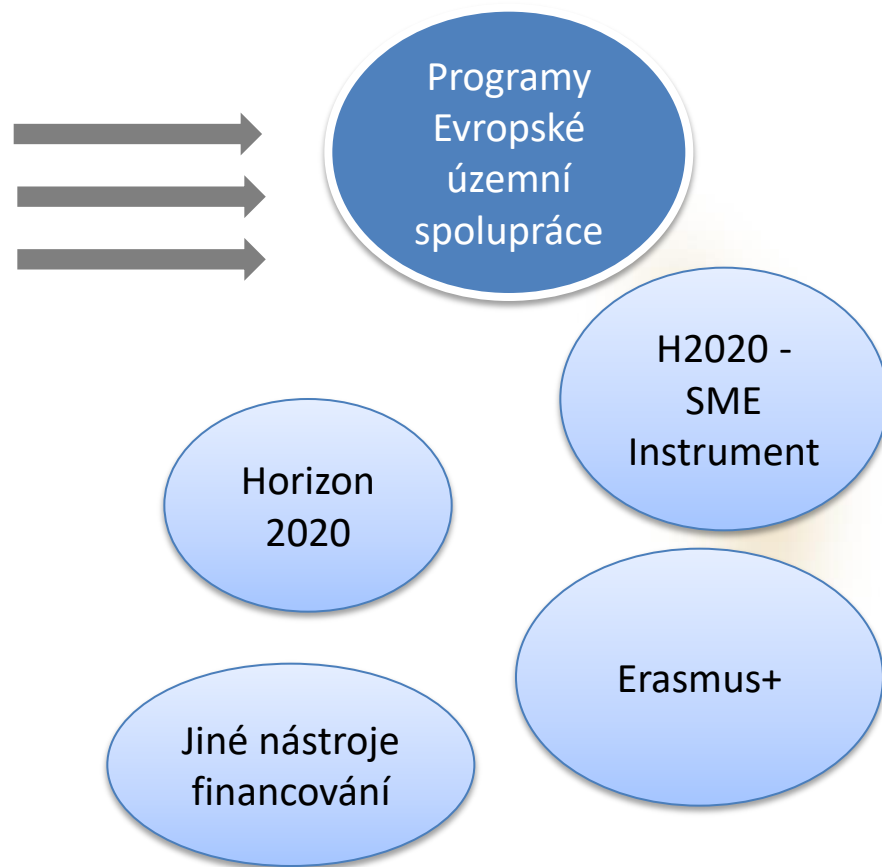 Programy
Evropské
územní
spolupráce
H2020 -
SME
Instrument
Horizon
2020
Erasmus+
Jiné nástroje
financování